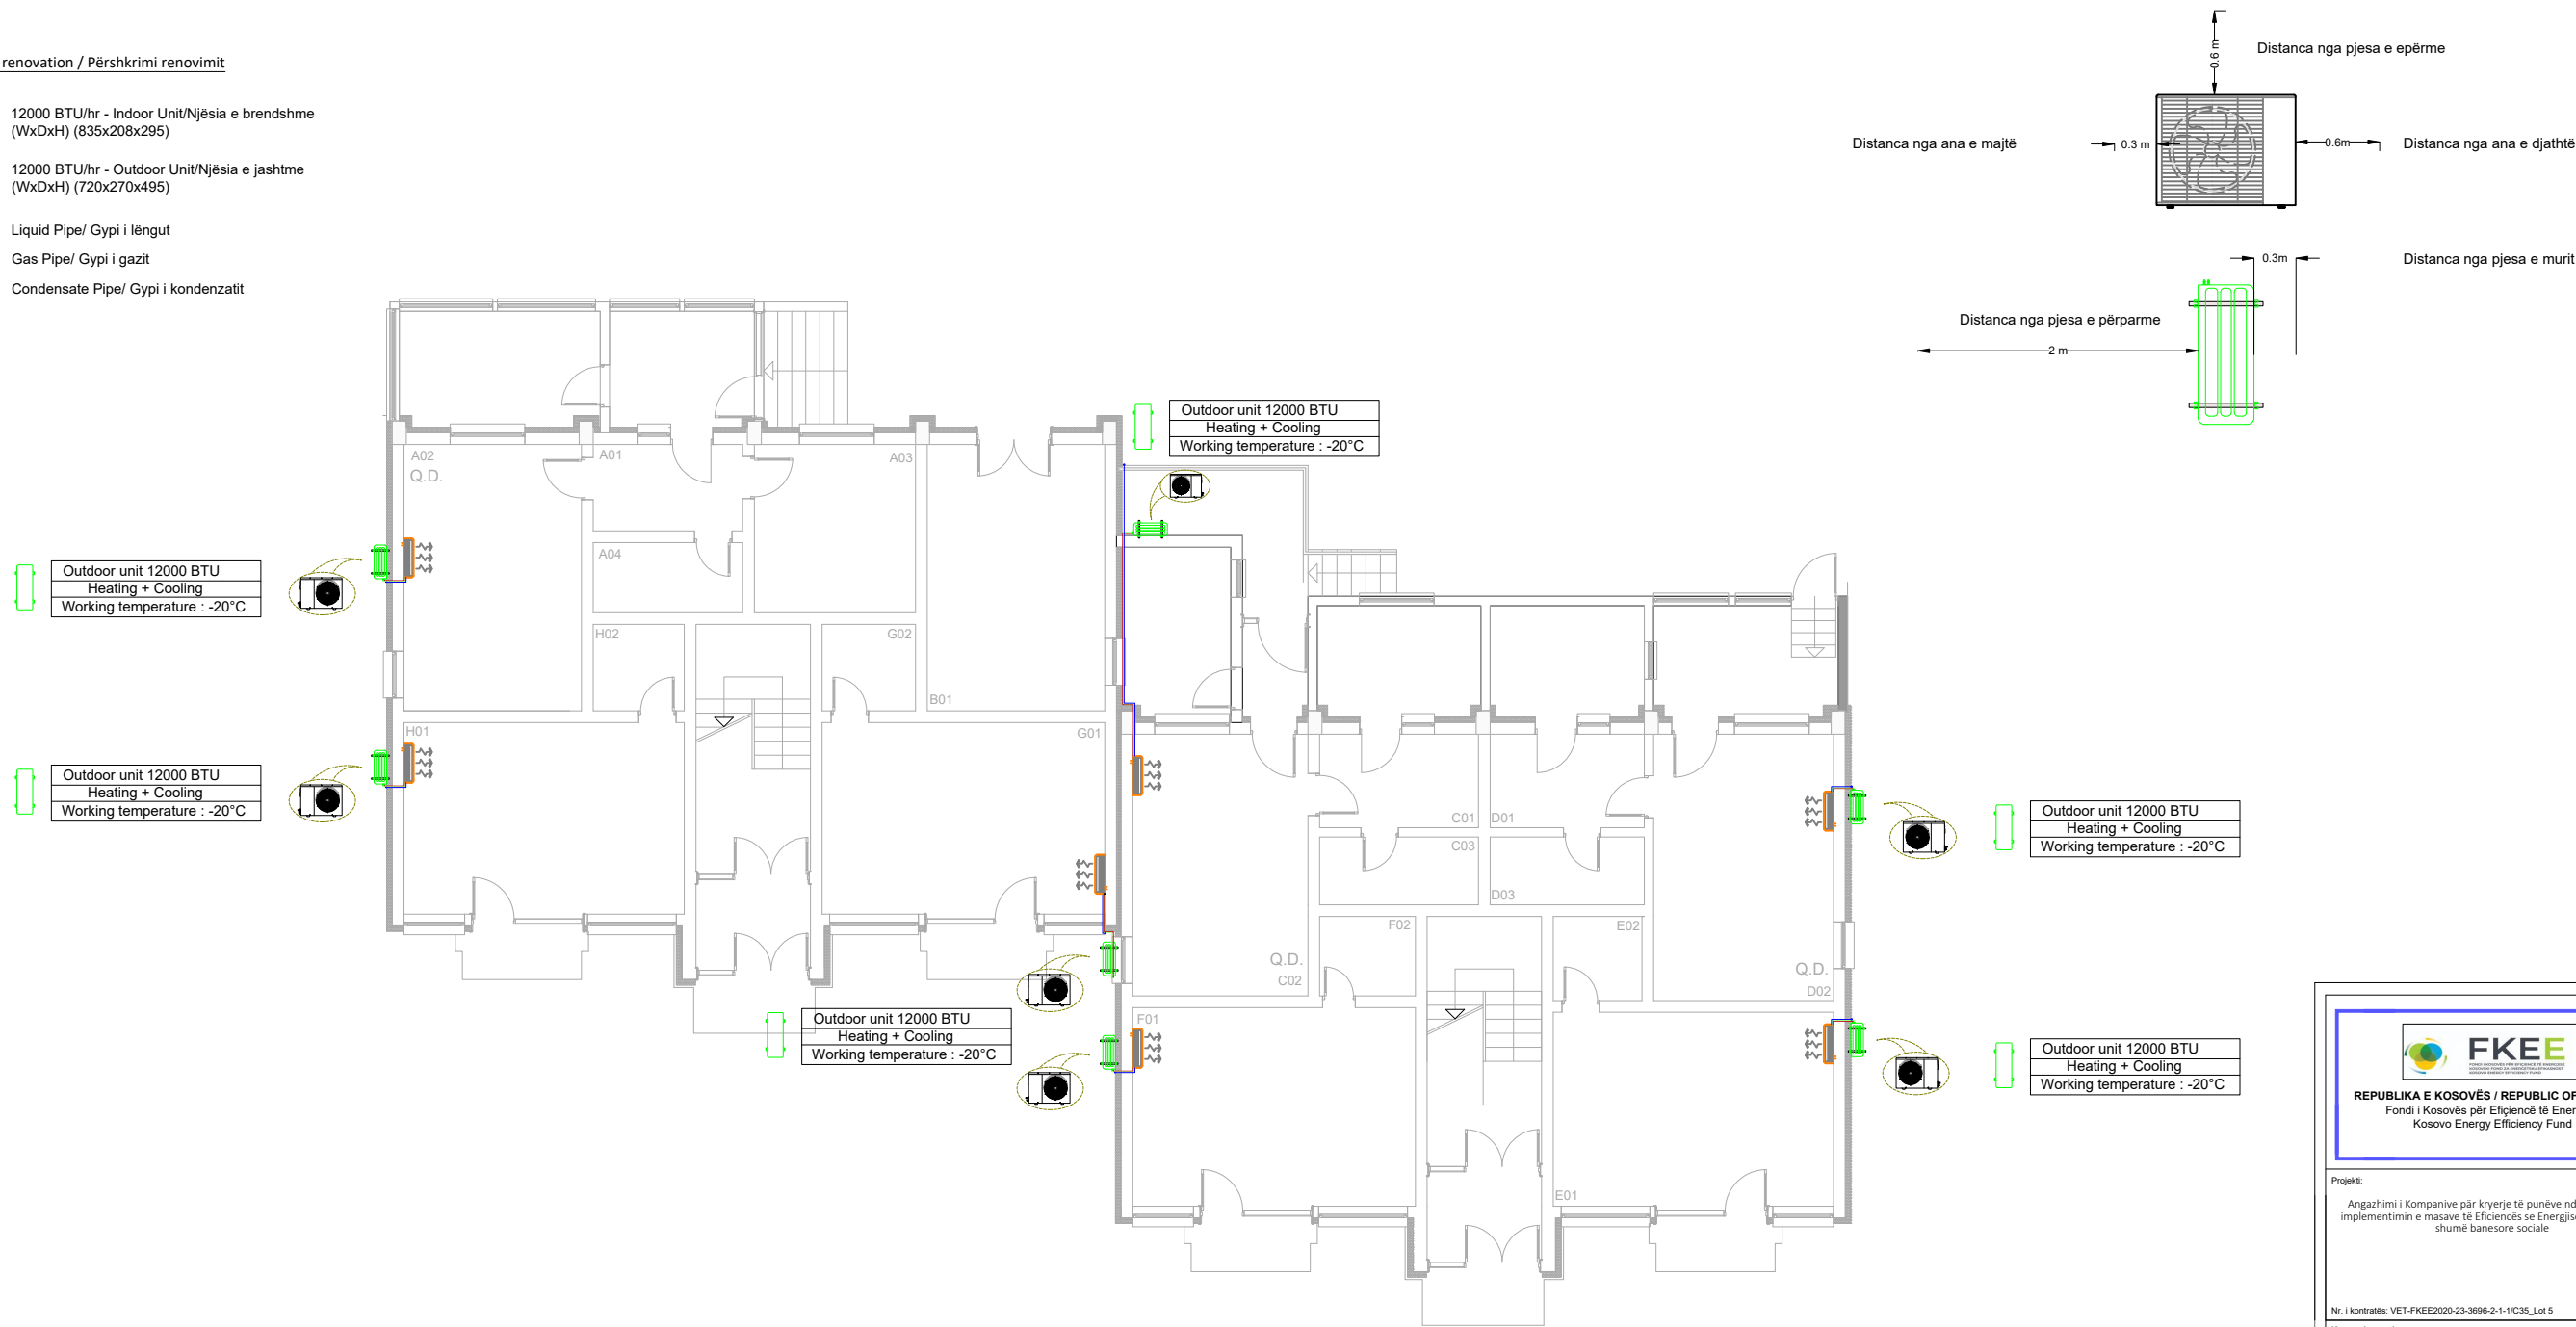 renovation / Përshkrimi renovimit
12000 BTU/hr - Indoor Unit/Njësia e brendshme
(WxDxH) (835x208x295)
12000 BTU/hr - Outdoor Unit/Njësia e jashtme
(WxDxH) (720x270x495)
Liquid Pipe/ Gypi i lëngut
Gas Pipe/ Gypi i gazit
Condensate Pipe/ Gypi i kondenzatit
0.6 m
Distanca nga pjesa e epërme
Distanca nga ana e majtë
0.3 m
0.6m
Distanca nga ana e djathtë
0.3m
Distanca nga pjesa e murit
Distanca nga pjesa e përparme
2 m
Outdoor unit 12000 BTU
Heating + Cooling
Working temperature : -20°C
A02
Q.D.
A01
A03
A04
Outdoor unit 12000 BTU
Heating + Cooling
Working temperature : -20°C
H02
G02
B01
H01
G01
Outdoor unit 12000 BTU
Heating + Cooling
Working temperature : -20°C
C01
D01
C03
D03
Outdoor unit 12000 BTU
Heating + Cooling
Working temperature : -20°C
F02
E02
Q.D.
C02
Q.D.
D02
Outdoor unit 12000 BTU
Heating + Cooling
Working temperature : -20°C
F01
E01
Outdoor unit 12000 BTU
Heating + Cooling
Working temperature : -20°C
FKEE
REPUBLIKA E KOSOVËS / REPUBLIC OF
Fondi i Kosovës për Efiçiencë të Ener
Kosovo Energy Efficiency Fund
Projekti:
Angazhimi i Kompanive për kryerje të punëve nd
implementimin e masave të Eficiencës se Energjis
shumë banesore sociale
Nr. i kontratës: VET-FKEE2020-23-3696-2-1-1/C35_Lot 5